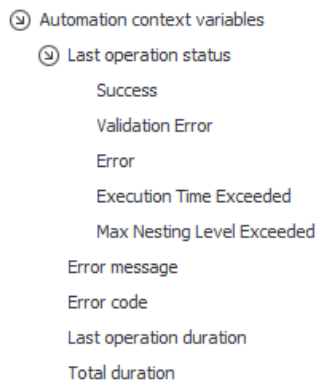 Automation context variables
Last operation status
Success
Validation Error
Error
Execution Time Exceeded
Max Nesting Level Exceeded
Error message
Error code
Last operation duration
Total duration